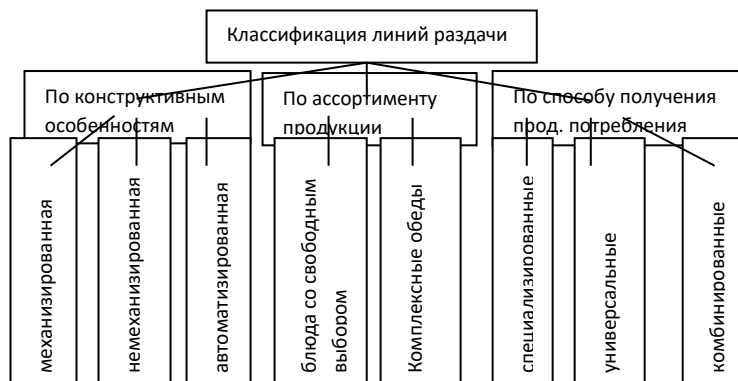 Классификация линий раздачи
По конструктивным
особенностям
По ассортименту
продукции
По способу получения
прод. потребления
механизированная
немеханизированная
автоматизированная
блюда со свободным
выбором
Комплексные обеды
специализированные
универсальные
комбинированные